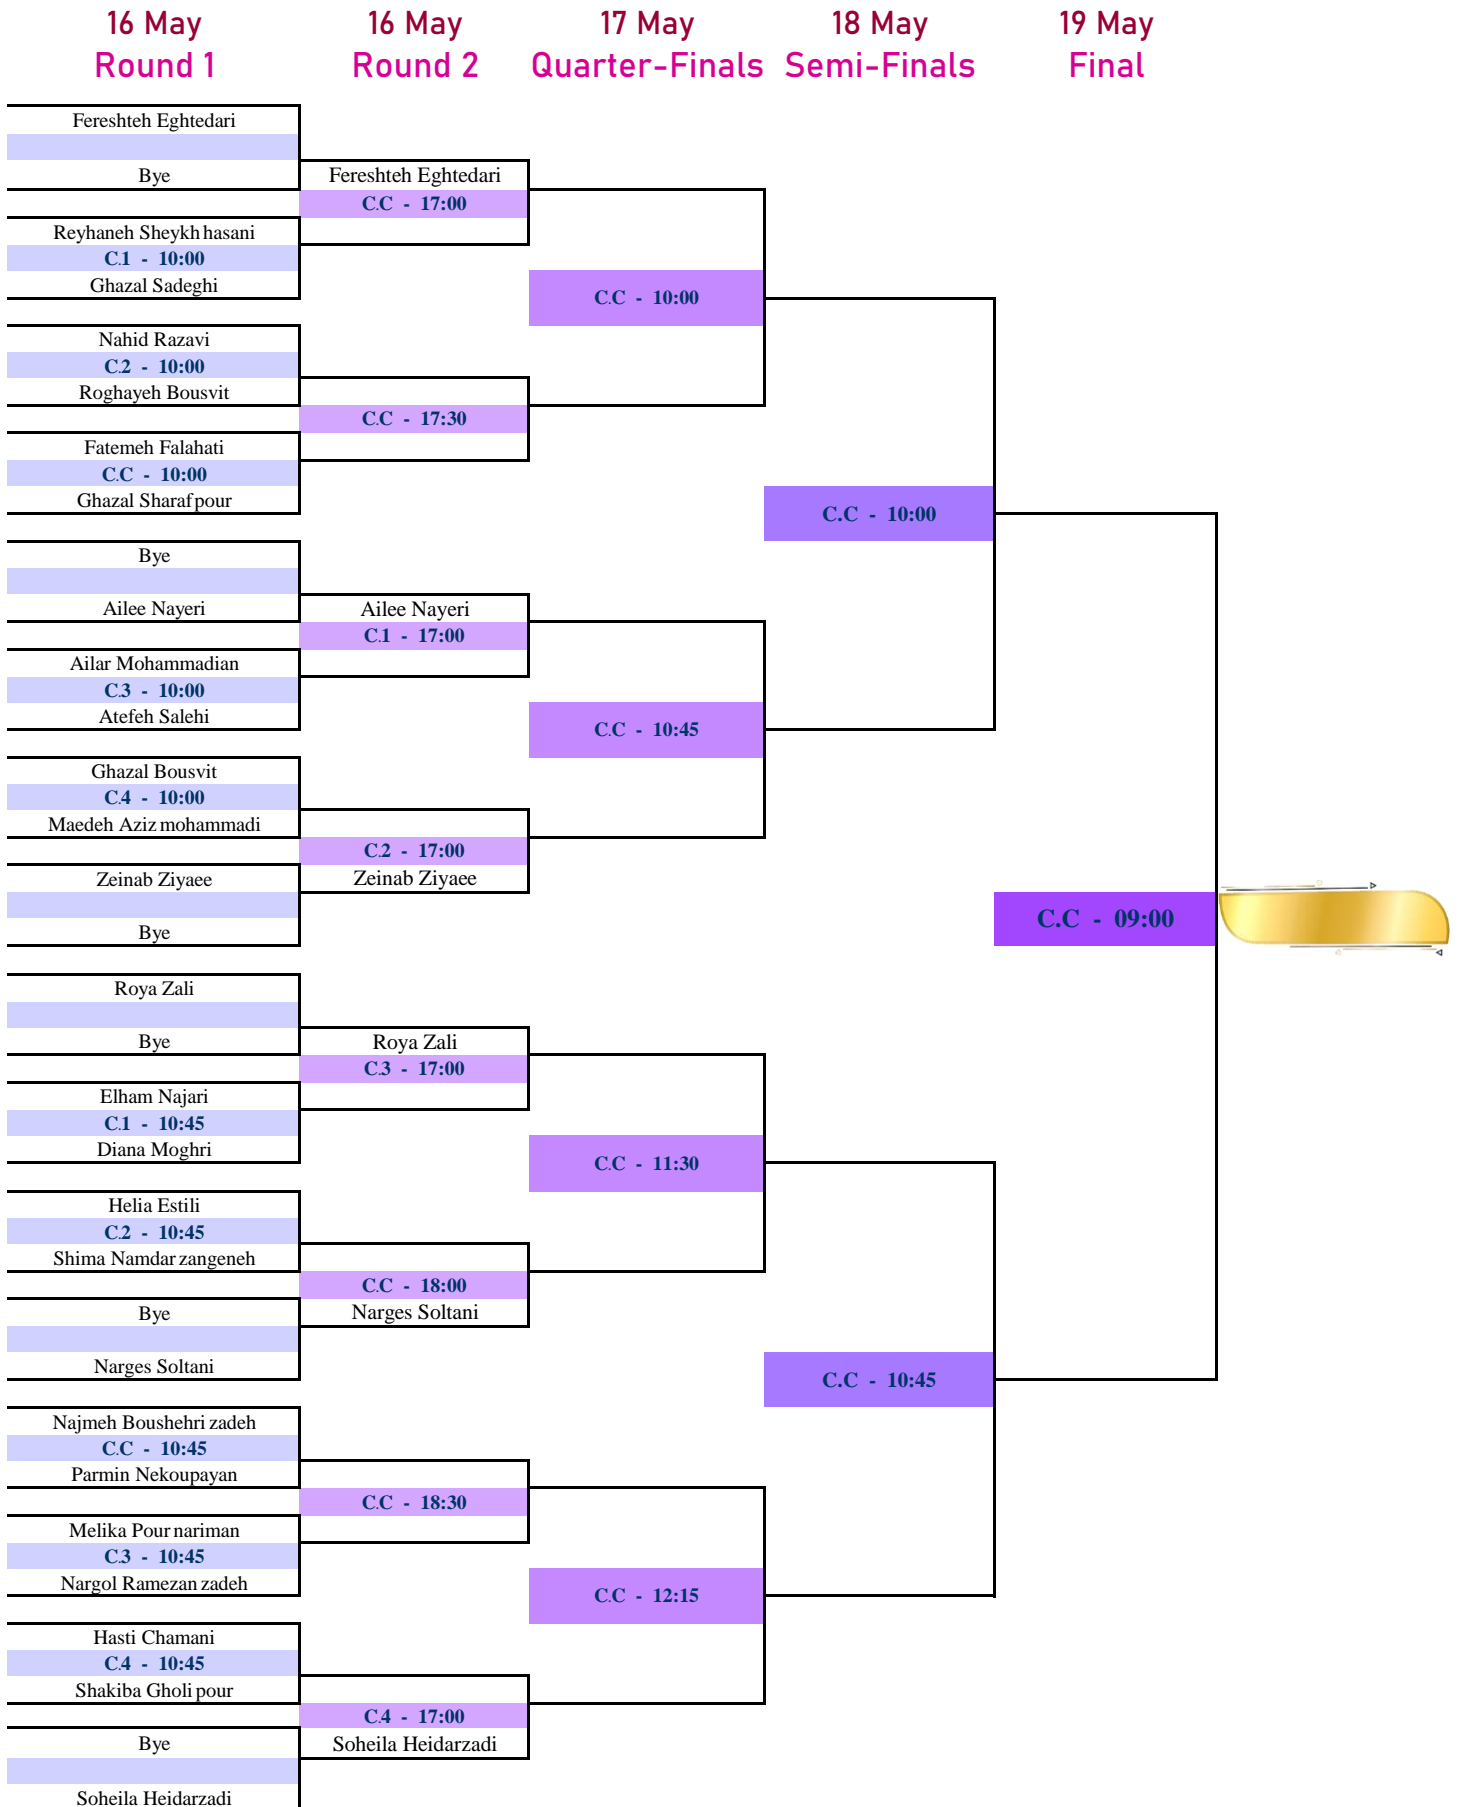 16 May
16 May
17 May
18 May
19 May
Round 1
Round 2
Quarter-Finals
Semi-Finals
Final
Fereshteh Eghtedari
Bye
Reyhaneh Sheykh hasani
C.1 - 10:00
Ghazal Sadeghi
Nahid Razavi
C.2 - 10:00
Roghayeh Bousvit
Fatemeh Falahati
C.C - 10:00
Ghazal Sharafpour
Bye
Ailee Nayeri
Ailar Mohammadian
C.3 - 10:00
Atefeh Salehi
Ghazal Bousvit
C.4 - 10:00
Maedeh Aziz mohammadi
Zeinab Ziyaee
Bye
Roya Zali
Bye
Elham Najari
C.1 - 10:45
Diana Moghri
Helia Estili
C.2 - 10:45
Shima Namdar zangeneh
Bye
Narges Soltani
Najmeh Boushehri zadeh
C.C - 10:45
Parmin Nekoupayan
Melika Pour nariman
C.3 - 10:45
Nargol Ramezan zadeh
Hasti Chamani
C.4 - 10:45
Shakiba Gholi pour
Bye
Soheila Heidarzadi
Fereshteh Eghtedari
C.C - 17:00
C.C - 17:30
Ailee Nayeri
C.1 - 17:00
C.2 - 17:00
Zeinab Ziyaee
Roya Zali
C.3 - 17:00
C.C - 18:00
Narges Soltani
C.C - 18:30
C.4 - 17:00
Soheila Heidarzadi
C.C - 10:00
C.C - 10:45
C.C - 11:30
C.C - 12:15
C.C - 10:00
C.C - 10:45
C.C - 09:00